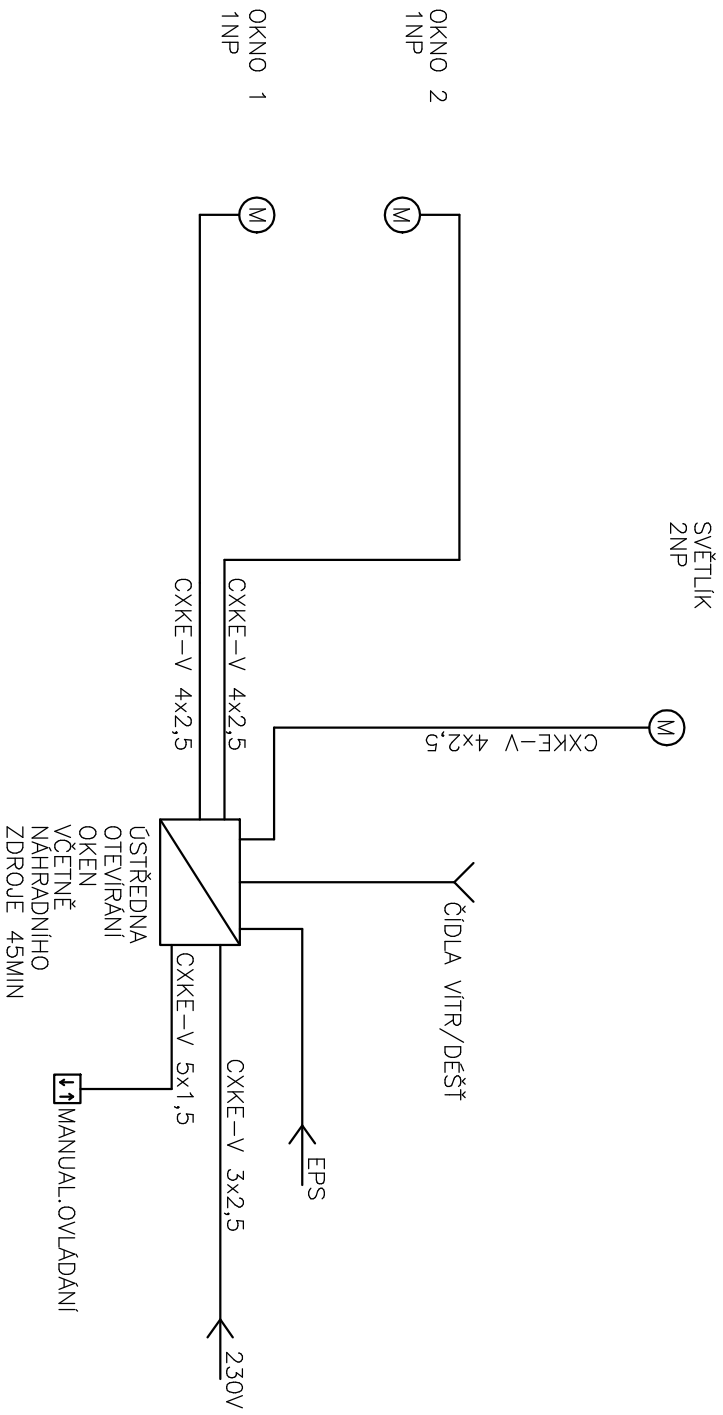 SVĚTLÍK
2NP
OKNO 2
1NP
OKNO 1
1NP
M
M
M
CXKE-V 4x2,5
CXKE-V 4x2,5
CXKE-V 4x2,5
ČÍDLA VÍTR/DÉŠŤ
EPS
230V
CXKE-V 3x2,5
CXKE-V 5x1,5
MANUAL.OVLÁDÁNÍ
ÚSTŘEDNA
OTEVÍRÁNÍ
OKEN
VČETNĚ
NÁHRADNÍHO
ZDROJE 45MIN